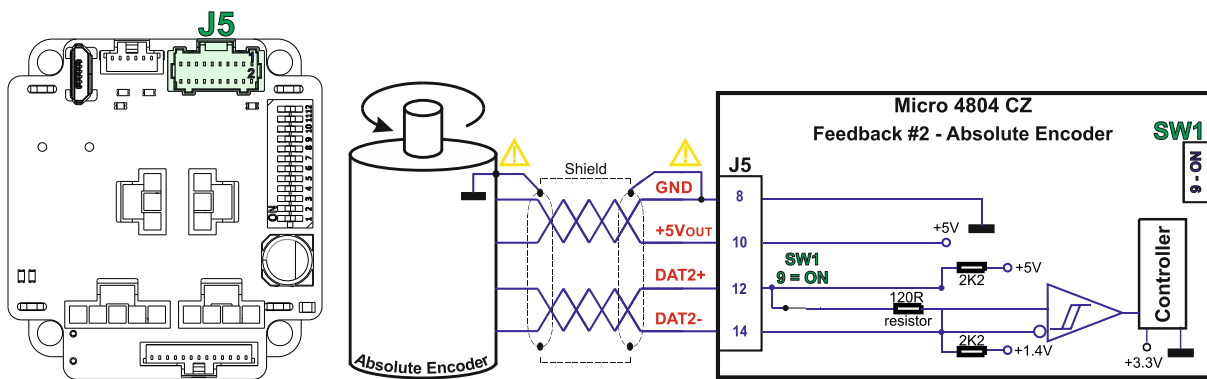 J5
1
2
12
11
10
9
8
7
6
5
4
3
2
1
ON
Absolute Encoder
Shield
GND
+5VOUT
DAT2+
DAT2-
Micro 4804 CZ
Feedback #2 - Absolute Encoder
SW1
9 - ON
J5
8
10
12
14
SW1
9 = ON
+5V
+5V
2K2
120R
resistor
2K2
+1.4V
Controller
+3.3V